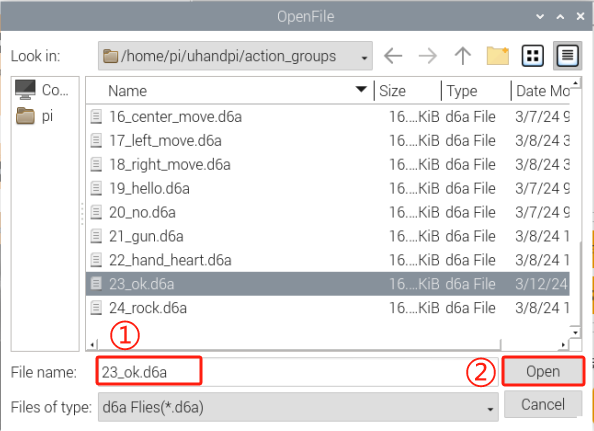 OpenFile
Look in: /home/pi/uhandpi/action_groups
Co...
pi
Name Size Type Date Mo
16_center_move.d6a 16....KiB d6a File 3/7/24 9
17_left_move.d6a 16....KiB d6a File 3/8/24 3
18_right_move.d6a 16....KiB d6a File 3/8/24 3
19_hello.d6a 16....KiB d6a File 3/7/24 9
20_no.d6a 16....KiB d6a File 3/7/24 9
21_gun.d6a 16....KiB d6a File 3/8/24 1
22_hand_heart.d6a 16....KiB d6a File 3/8/24 1
23_ok.d6a 16....KiB d6a File 3/12/24
24_rock.d6a 16....KiB d6a File 3/8/24 1
①
File name: 23_ok.d6a ② Open
Files of type: d6a Flies(*.d6a) Cancel